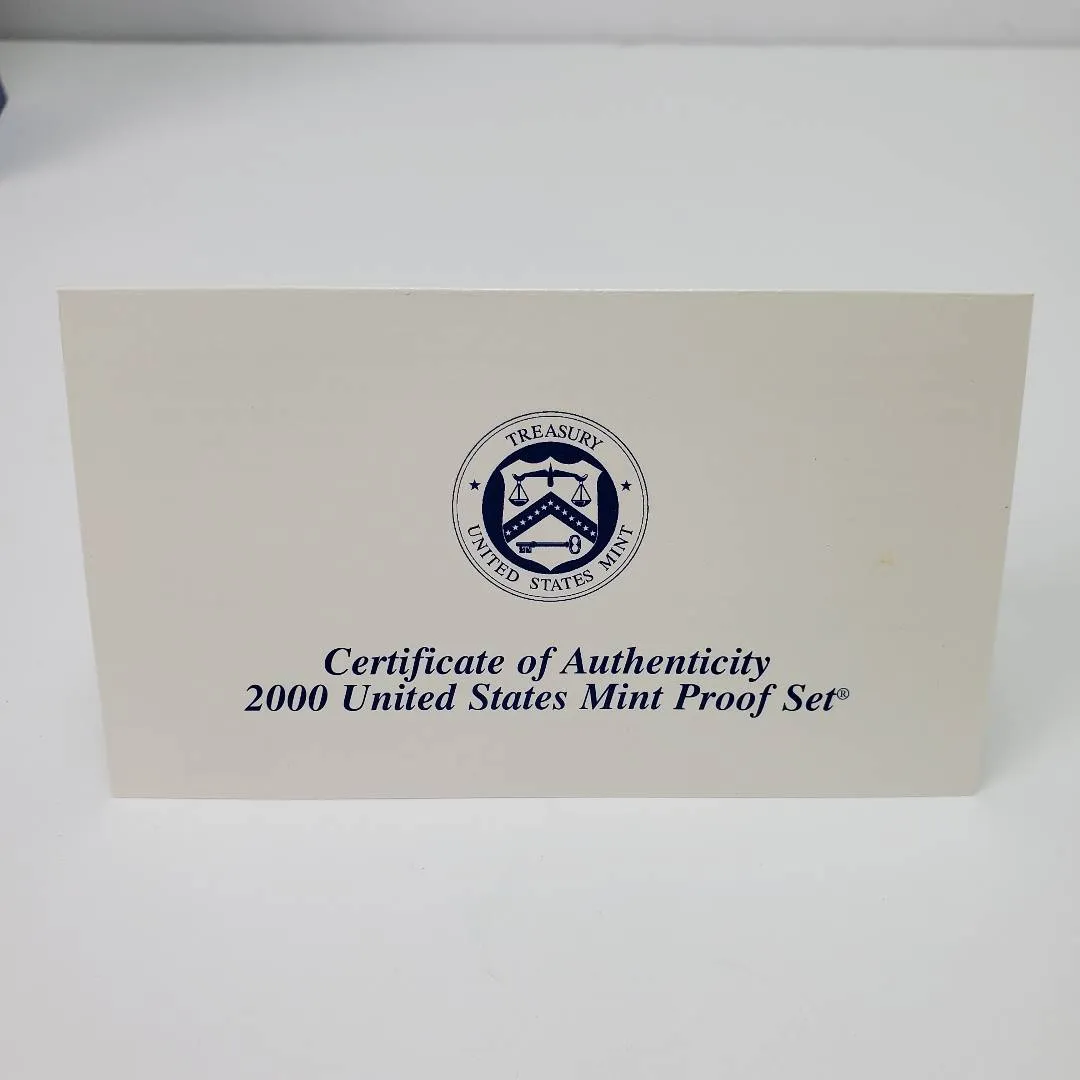 TREASURY
UNITED STATES MINT
Certificate of Authenticity
2000 United States Mint Proof Set®